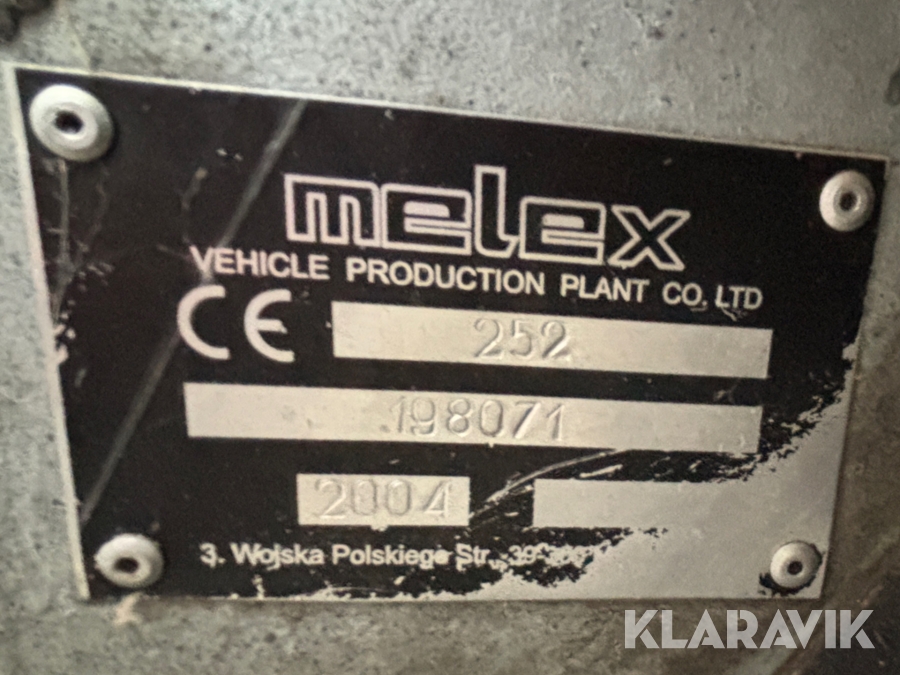 melex
VEHICLE PRODUCTION PLANT CO. LTD
CE 252
198071
2004
3. Wojska Polskiego Str.
KLARAVIK